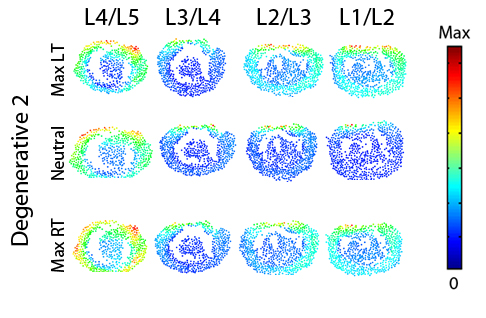 L4/L5 L3/L4 L2/L3 L1/L2
Max
Max LT
Neutral
Degenerative 2
Max RT
0